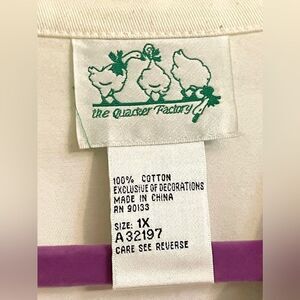 the Quacker Factory
100% COTTON
EXCLUSIVE OF DECORATIONS
MADE IN CHINA
RN 90133
SIZE: 1X
A32197
CARE SEE REVERSE